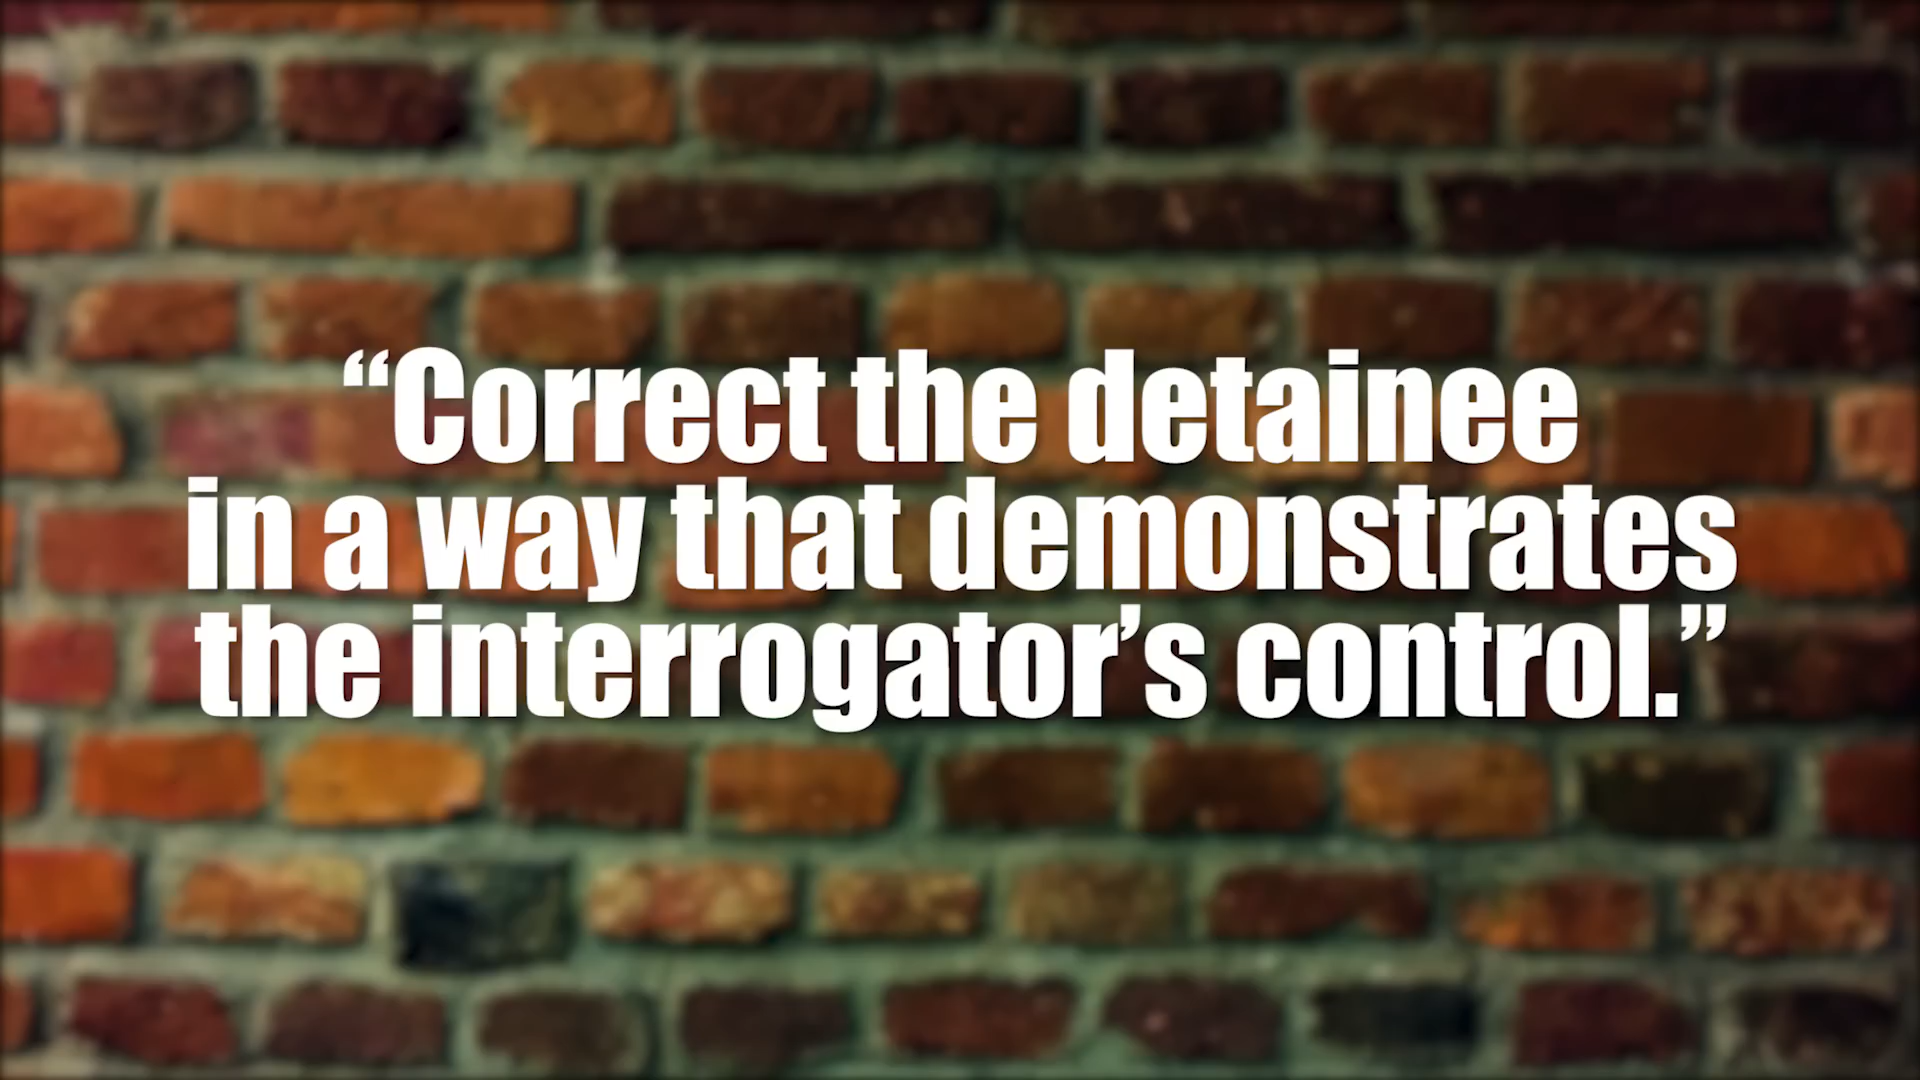 “Correct the detainee
in a way that demonstrates
the interrogator’s control.”